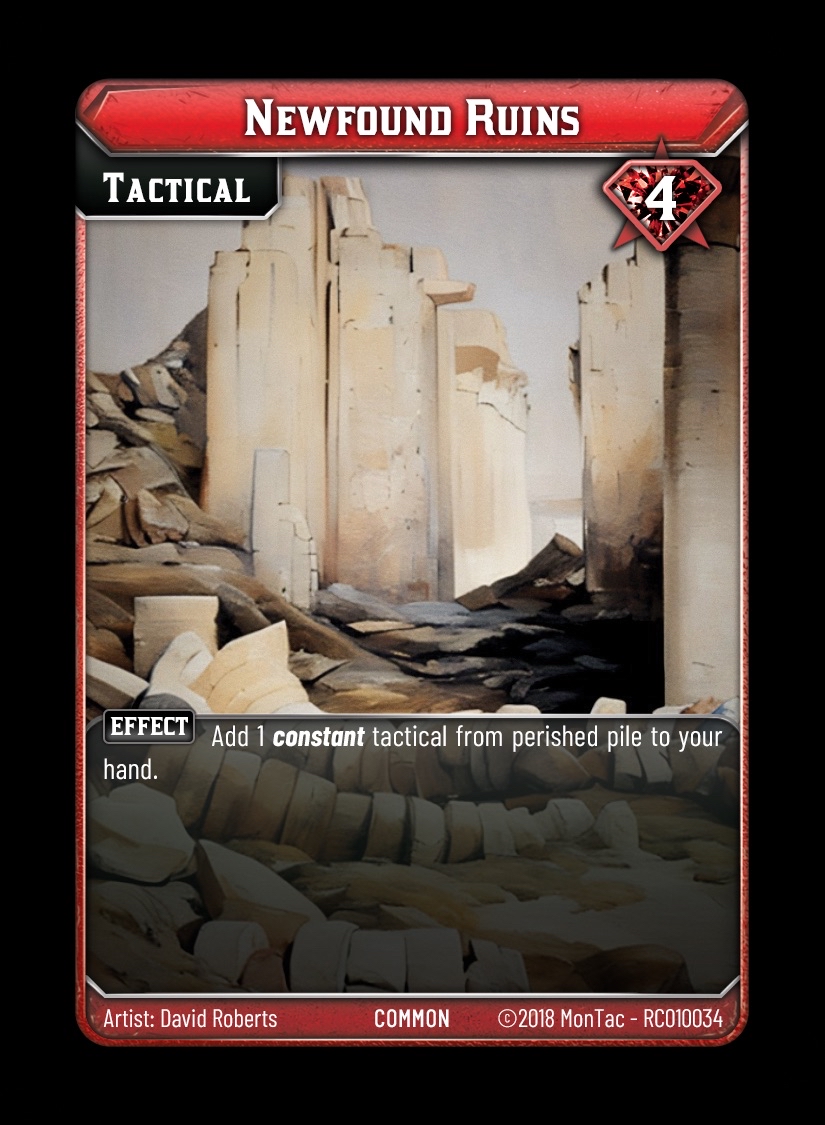 Newfound Ruins
Tactical
4
EFFECT Add 1 constant tactical from perished pile to your
hand.
Artist: David Roberts COMMON ©2018 MonTac - RC010034